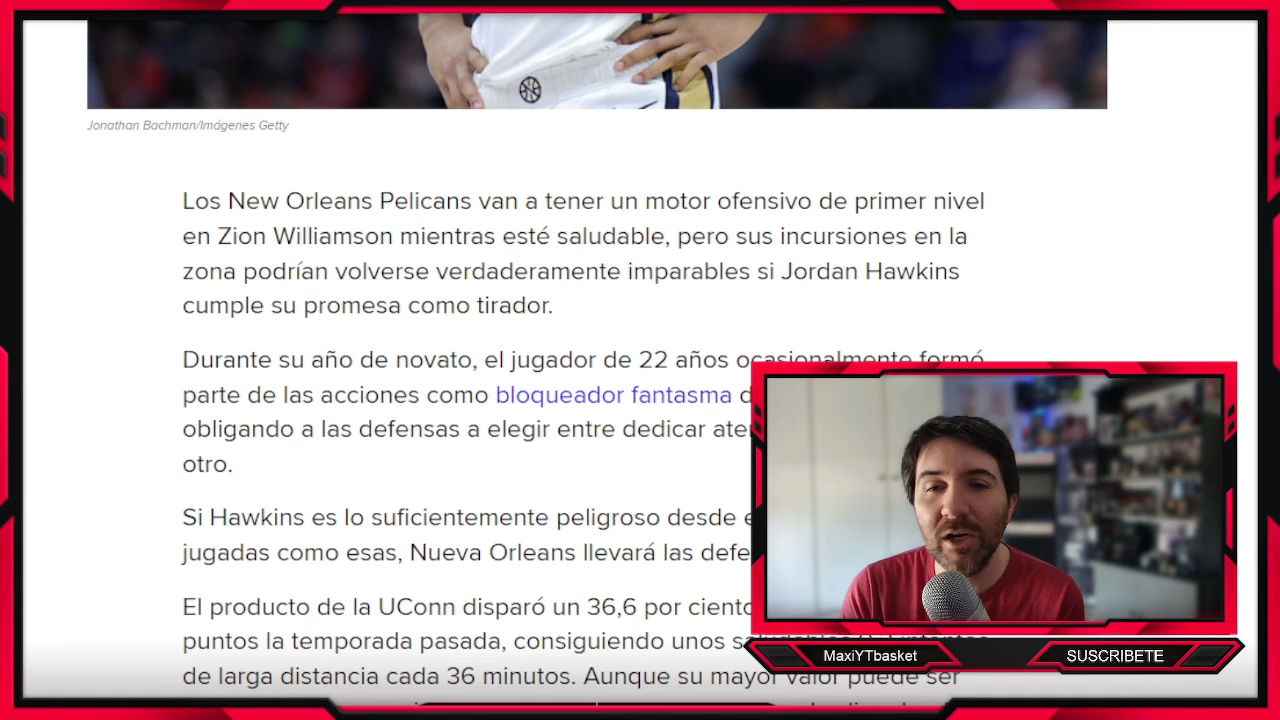 Jonathan Bachman/Imágenes Getty
Los New Orleans Pelicans van a tener un motor ofensivo de primer nivel
en Zion Williamson mientras esté saludable, pero sus incursiones en la
zona podrían volverse verdaderamente imparables si Jordan Hawkins
cumple su promesa como tirador.
Durante su año de novato, el jugador de 22 años ocasionalmente formó
parte de las acciones como bloqueador fantasma
obligando a las defensas a elegir entre dedicar
otro.
Si Hawkins es lo suficientemente peligroso desde
jugadas como esas, Nueva Orleans llevará las
El producto de la UConn disparó un 36,6 por ciento
puntos la temporada pasada, consiguiendo unos
de larga distancia cada 36 minutos. Aunque su mayor valor puede ser
MaxiYTbasket
SUSCRIBETE